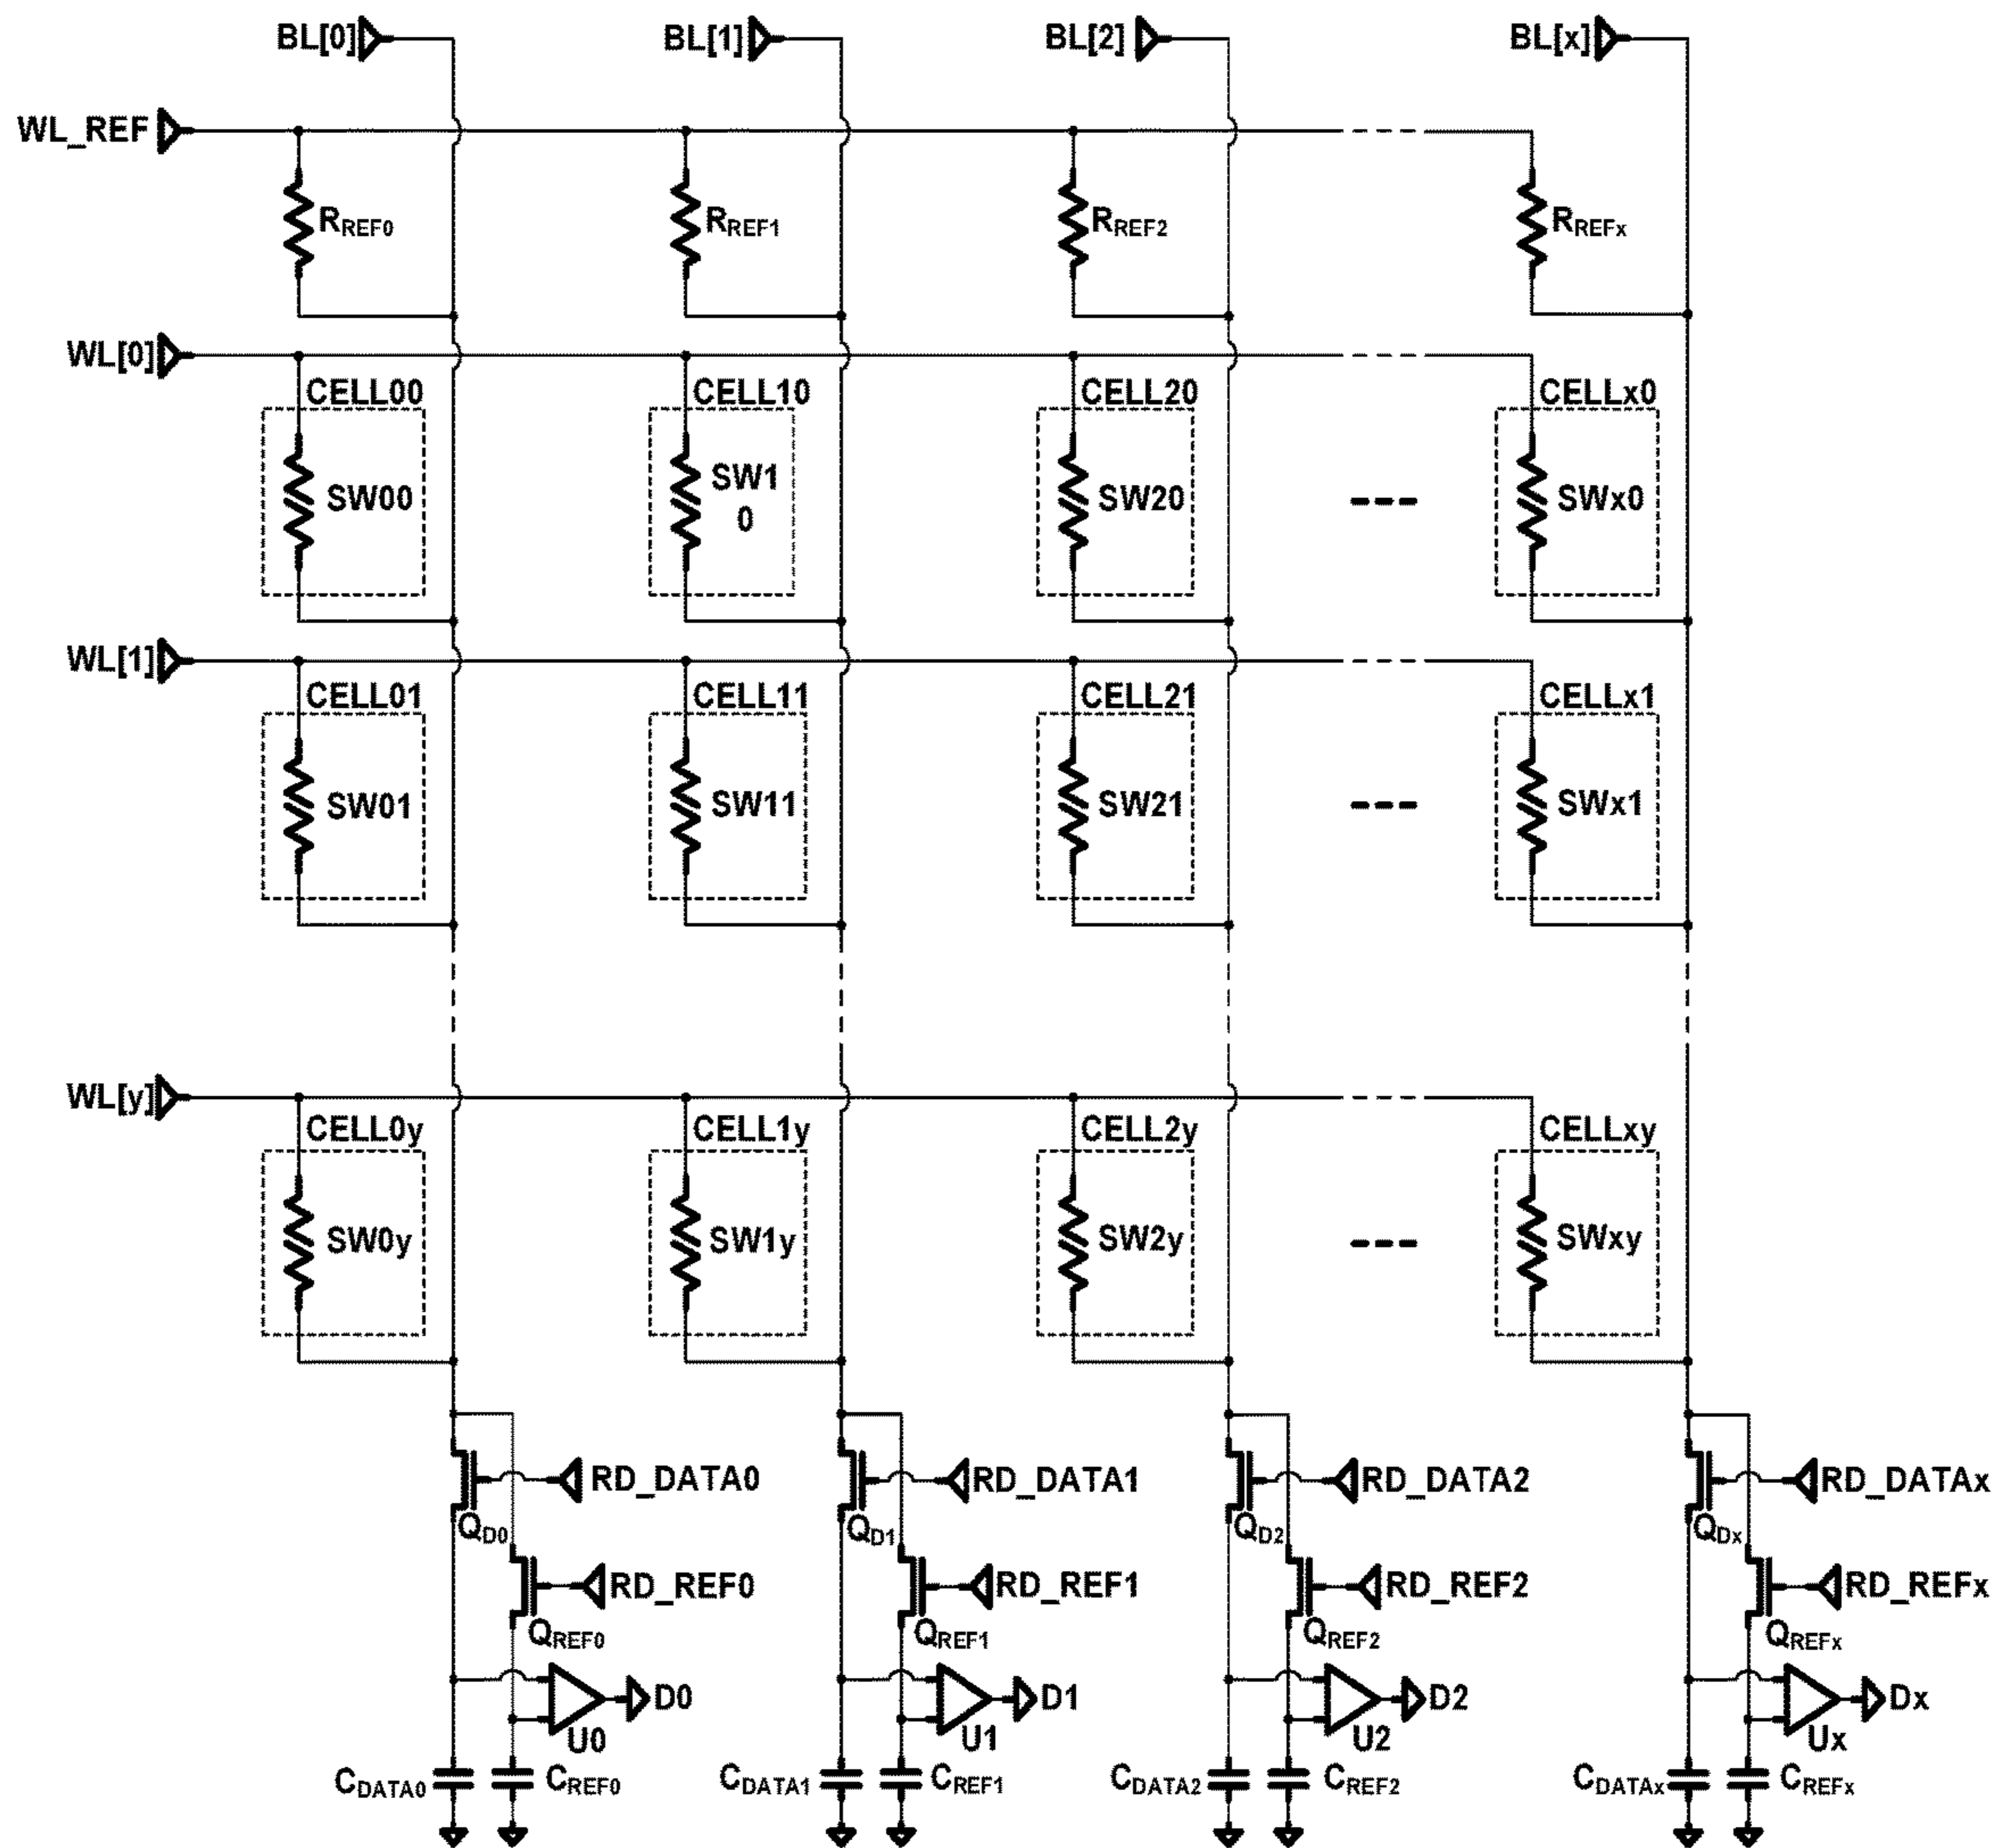 BL[0] BL[1] BL[2] BL[x]
WL_REF
RREF0 RREF1 RREF2 RREFx
WL[0]
CELL00 CELL10 CELL20 CELLx0
SW00 SW1 SW20 SWx0
0
WL[1]
CELL01 CELL11 CELL21 CELLx1
SW01 SW11 SW21 SWx1
WL[y]
CELL0y CELL1y CELL2y CELLxy
SW0y SW1y SW2y SWxy
RD_DATA0 RD_DATA1 RD_DATA2 RD_DATAx
QD0 QD1 QD2 QDx
RD_REF0 RD_REF1 RD_REF2 RD_REFx
QREF0 QREF1 QREF2 QREFx
D0 D1 D2 Dx
U0 U1 U2 Ux
CDATA0 CREF0 CDATA1 CREF1 CDATA2 CREF2 CDATAx CREFx